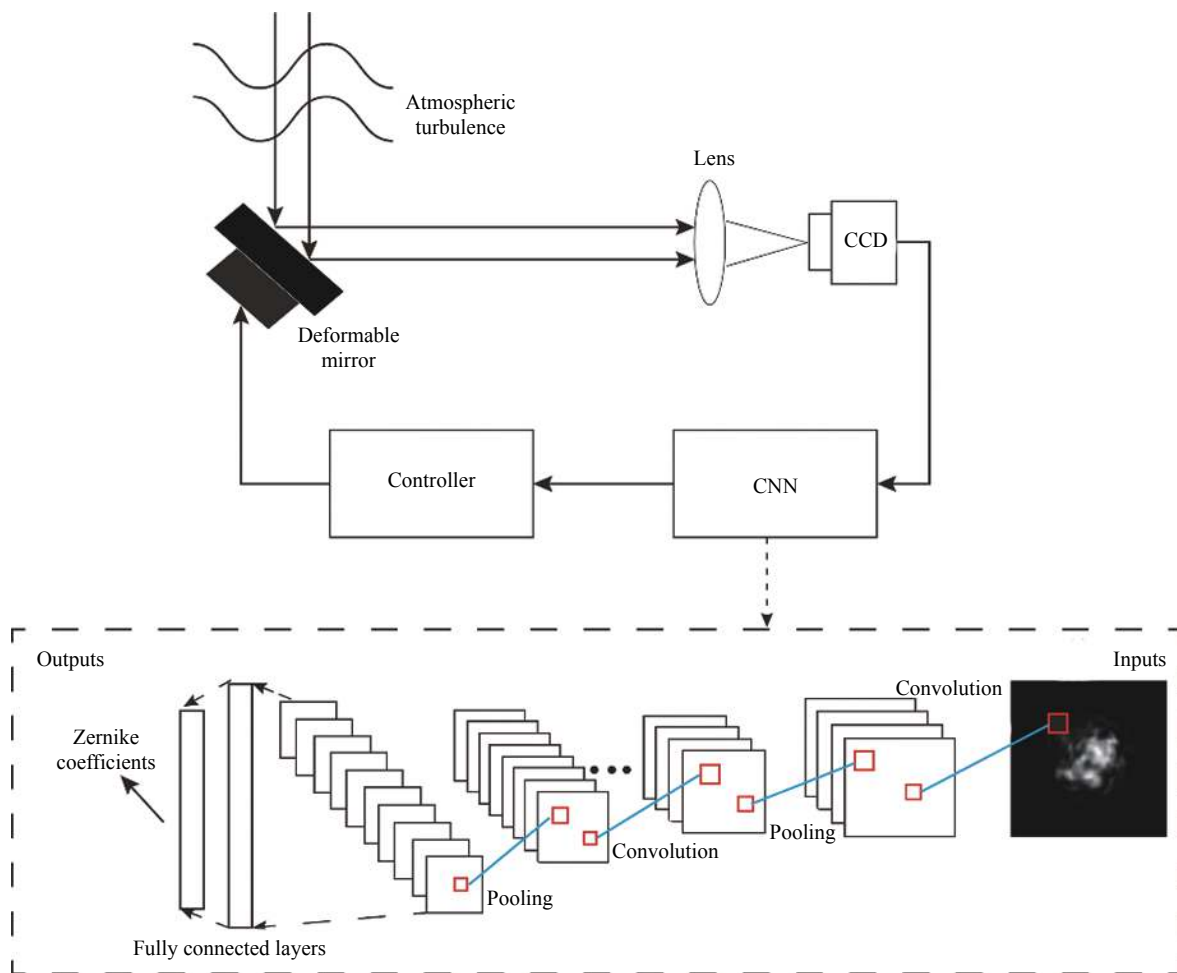 Atmospheric
turbulence
Lens
CCD
Deformable
mirror
Controller
CNN
Outputs
Inputs
Convolution
Zernike
coefficients
Pooling
Convolution
Pooling
Fully connected layers